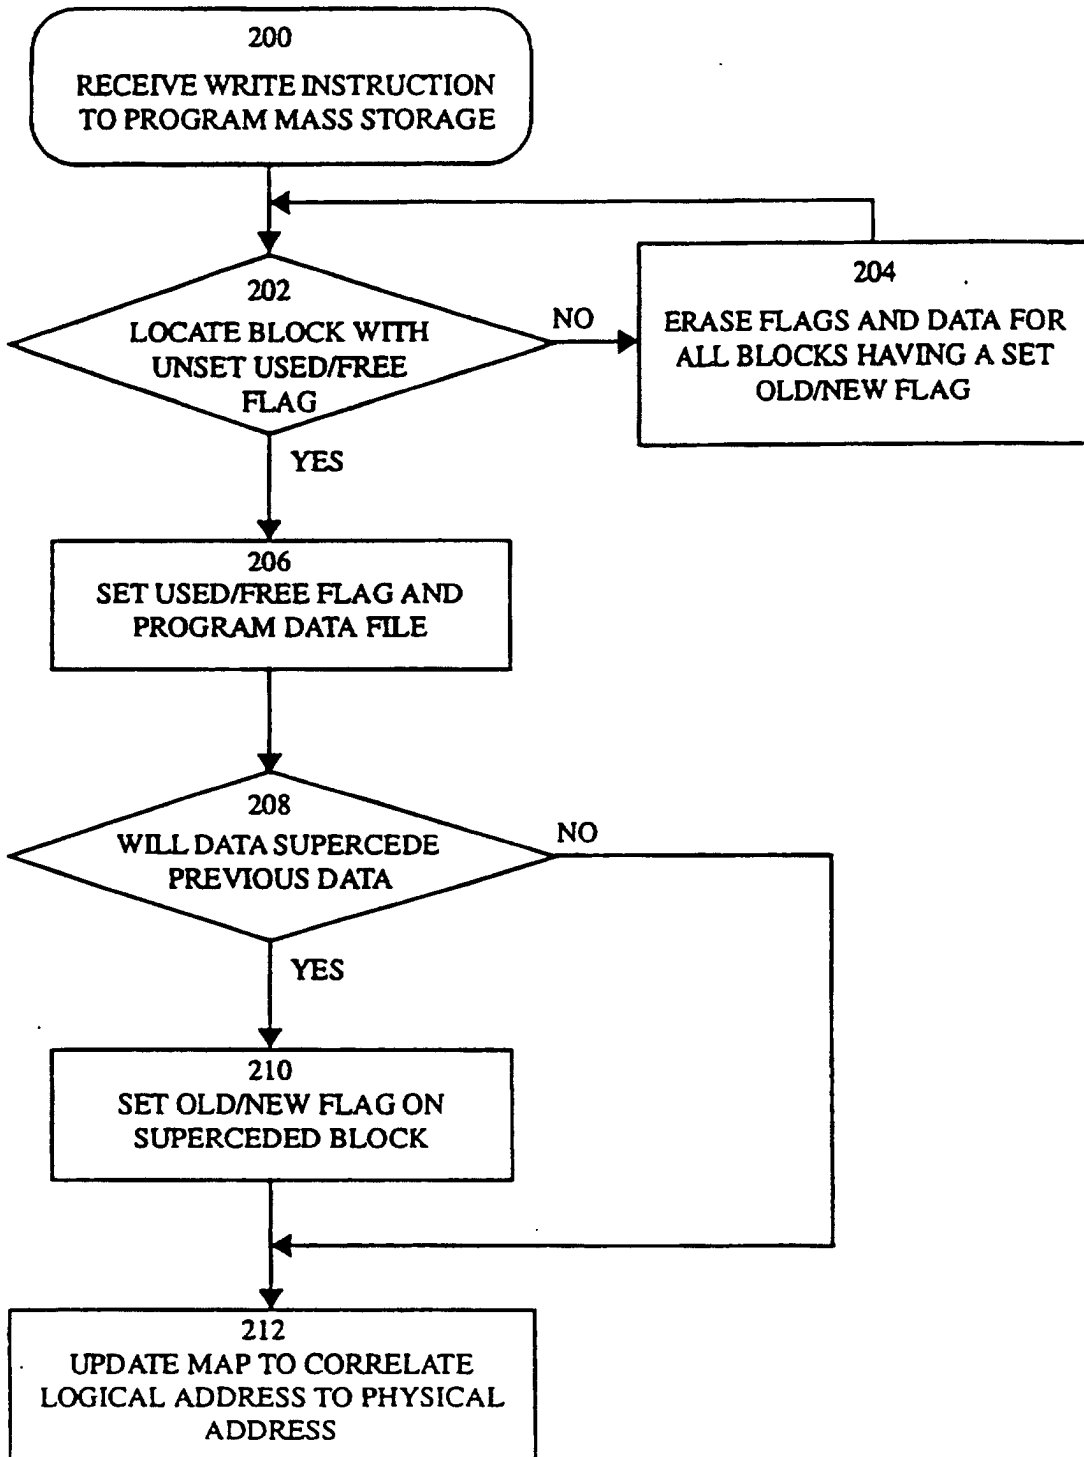 200
RECEIVE WRITE INSTRUCTION
TO PROGRAM MASS STORAGE
202
LOCATE BLOCK WITH
UNSET USED/FREE
FLAG
NO
204
ERASE FLAGS AND DATA FOR
ALL BLOCKS HAVING A SET
OLD/NEW FLAG
YES
206
SET USED/FREE FLAG AND
PROGRAM DATA FILE
208
WILL DATA SUPERCEDE
PREVIOUS DATA
NO
YES
210
SET OLD/NEW FLAG ON
SUPERCEDED BLOCK
212
UPDATE MAP TO CORRELATE
LOGICAL ADDRESS TO PHYSICAL
ADDRESS